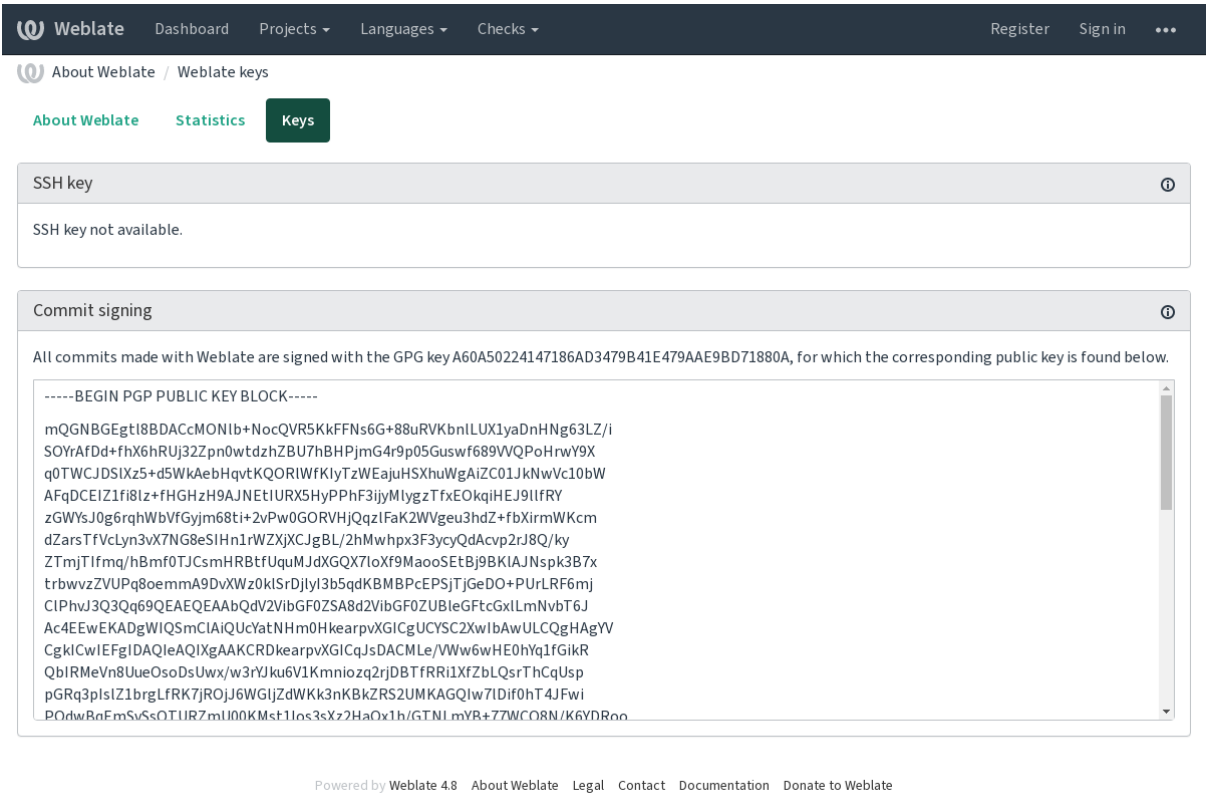 Weblate Dashboard Projects Languages Checks Register Sign in
About Weblate / Weblate keys
About Weblate Statistics Keys
SSH key
SSH key not available.
Commit signing
All commits made with Weblate are signed with the GPG key A60A50224147186AD3479B41E479AAE9BD71880A, for which the corresponding public key is found below.
-----BEGIN PGP PUBLIC KEY BLOCK-----
mQGNBGEgtl8BDACcMONlb+NocQVR5KkFFNs6G+88uRVKbnlLUX1yaDnHNg63LZ/i
SOYrAfDd+fhX6hRUj32Zpn0wtdzhZBU7hBHPjmG4r9p05Guswf689VVQPoHrwY9X
q0TWCJDSlXz5+d5WkAebHqvtKQORlWfKIyTzWEajuHSXhuWgAiZC01JkNwVc10bW
AFqDCEIZ1fi8lz+fHGHzH9AJNEtIURX5HyPPhF3ijyMlygzTfxEOkqiHEJ9llfRY
zGWYsJ0g6rqhWbVfGyjm68ti+2vPw0GORVHjQqzlFaK2WVgeu3hdZ+fbXirmWKcm
dZarsTfVcLyn3vX7NG8eSIHn1rWZXjXCJgBL/2hMwhpx3F3ycyQdAcvp2rJ8Q/ky
ZTmjTIfmq/hBmf0TJCsmHRBtfUquMJdXGQX7loXf9MaooSEtBj9BKlAJNspk3B7x
trbwvzZVUPq8oemmA9DvXWz0klSrDjlyI3b5qdKBMBPcEPSjTjGeDO+PUrLRF6mj
ClPhvJ3Q3Qq69QEAEQEAAbQdV2VibGF0ZSA8d2VibGF0ZUBleGFtcGxlLmNvbT6J
Ac4EEwEKADgWIQSmClAiQUcYatNHm0HkearpvXGICgUCYSC2XwIbAwULCQgHAgYV
CgkICwIEFgIDAQIeAQIXgAAKCRDkearpvXGICqJsDACMLe/VWw6wHE0hYq1fGikR
QbIRMeVn8UueOsoDsUwx/w3rYJku6V1Kmniozq2rjDBTfRRi1XfZbLQsrThCqUsp
pGRq3pIslZ1brgLfRK7jROjJ6WGljZdWKk3nKBkZRS2UMKAGQIw7lDif0hT4JFwi
Powered by Weblate 4.8 About Weblate Legal Contact Documentation Donate to Weblate